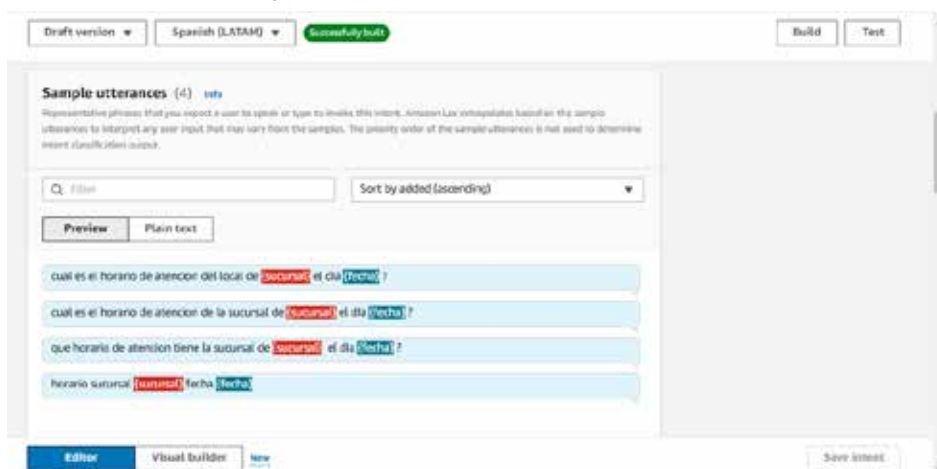 Draft version
Spanish (LATAM)
Successfully built
Build
Test
Sample utterances (4) Info
Representative phrases that you expect a user to speak or type to invoke this intent. Amazon Lex extrapolates based on the sample
utterances to interpret any user input that may vary from the samples. The priority order of the sample utterances is not used to determine
intent classification output.
Filter
Sort by added (ascending)
Preview
Plain text
cual es el horario de atencion del local de {sucursal} el dia {fecha} ?
cual es el horario de atencion de la sucursal de {sucursal} el dia {fecha} ?
que horario de atencion tiene la sucursal de {sucursal} el dia {fecha} ?
horario sucursal {sucursal} fecha {fecha}
Editor
Visual builder
New
Save intent